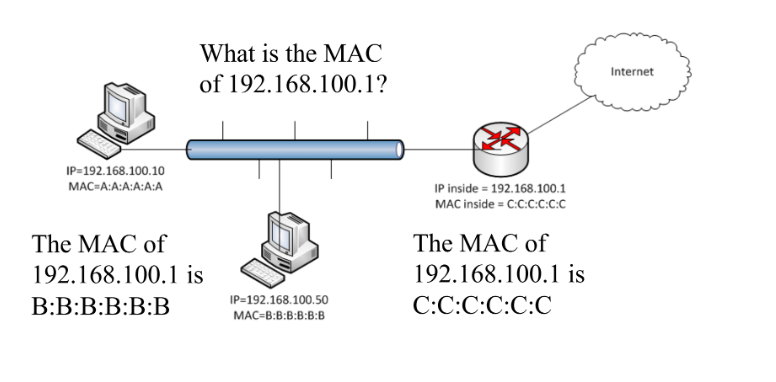 What is the MAC
of 192.168.100.1?
Internet
IP=192.168.100.10
MAC=A:A:A:A:A:A
IP inside = 192.168.100.1
MAC inside = C:C:C:C:C:C
The MAC of
192.168.100.1 is
B:B:B:B:B:B
IP=192.168.100.50
MAC=B:B:B:B:B:B
The MAC of
192.168.100.1 is
C:C:C:C:C:C